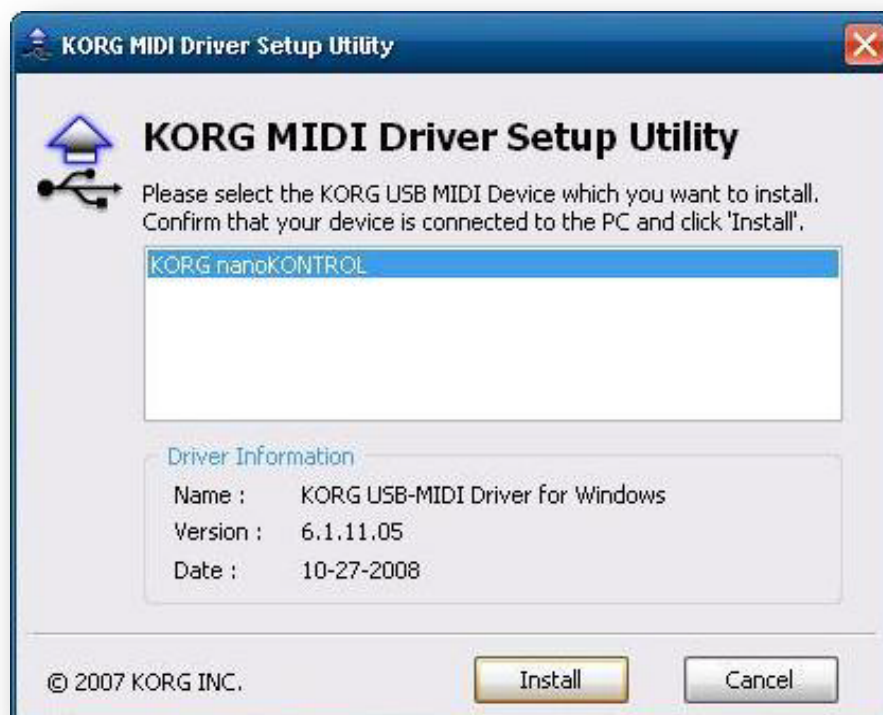 KORG MIDI Driver Setup Utility
KORG MIDI Driver Setup Utility
Please select the KORG USB MIDI Device which you want to install.
Confirm that your device is connected to the PC and click 'Install'.
KORG nanoKONTROL
Driver Information
Name : KORG USB-MIDI Driver for Windows
Version : 6.1.11.05
Date : 10-27-2008
© 2007 KORG INC.
Install
Cancel